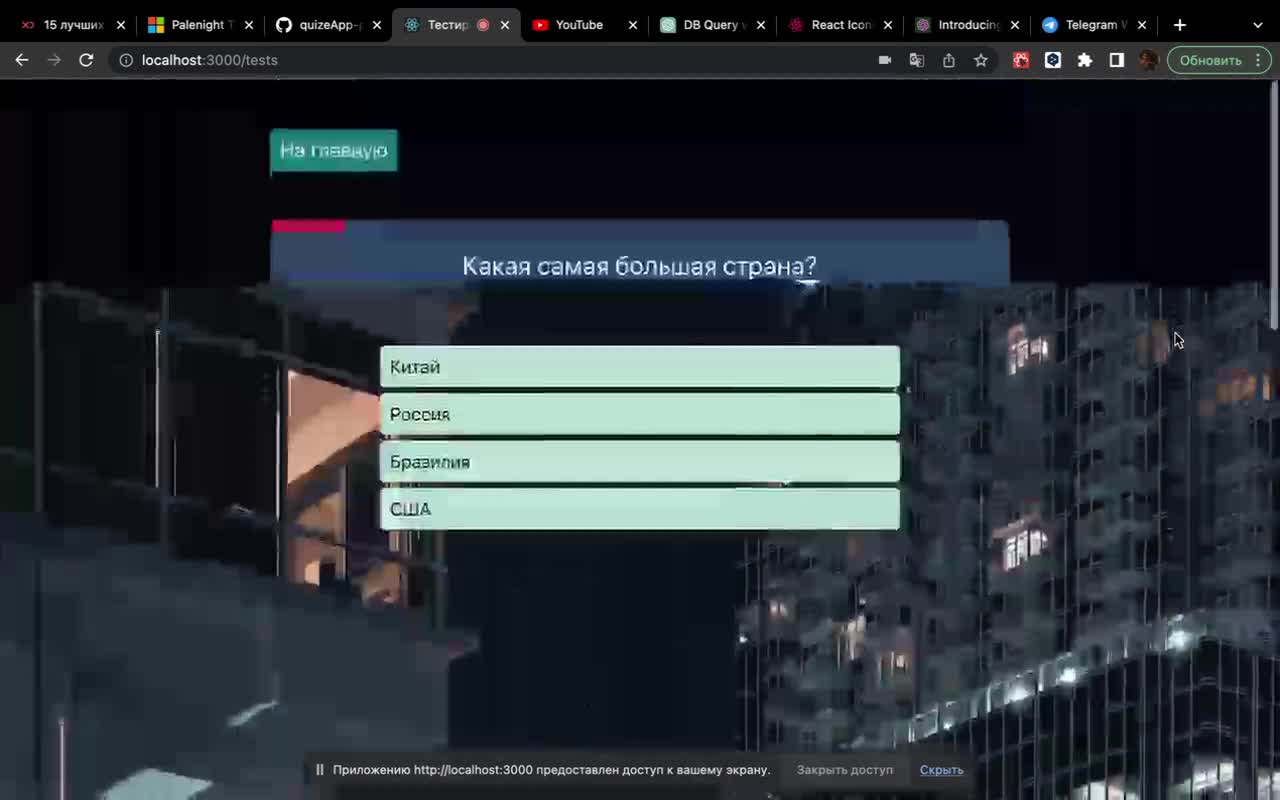 15 лучших
Palenight T
quizeApp-
Тестир
YouTube
DB Query w
React Icon
Introducing
Telegram W
localhost:3000/tests
Обновить
На главную
Какая самая большая страна?
Китай
Россия
Бразилия
США
Приложению http://localhost:3000 предоставлен доступ к вашему экрану.
Закрыть доступ
Скрыть